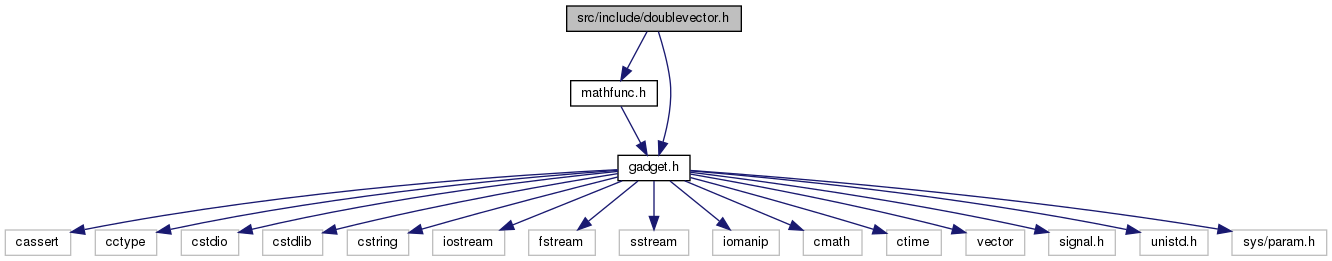 src/include/doublevector.h
mathfunc.h
gadget.h
cassert
cctype
cstdio
cstdlib
cstring
iostream
fstream
sstream
iomanip
cmath
ctime
vector
signal.h
unistd.h
sys/param.h